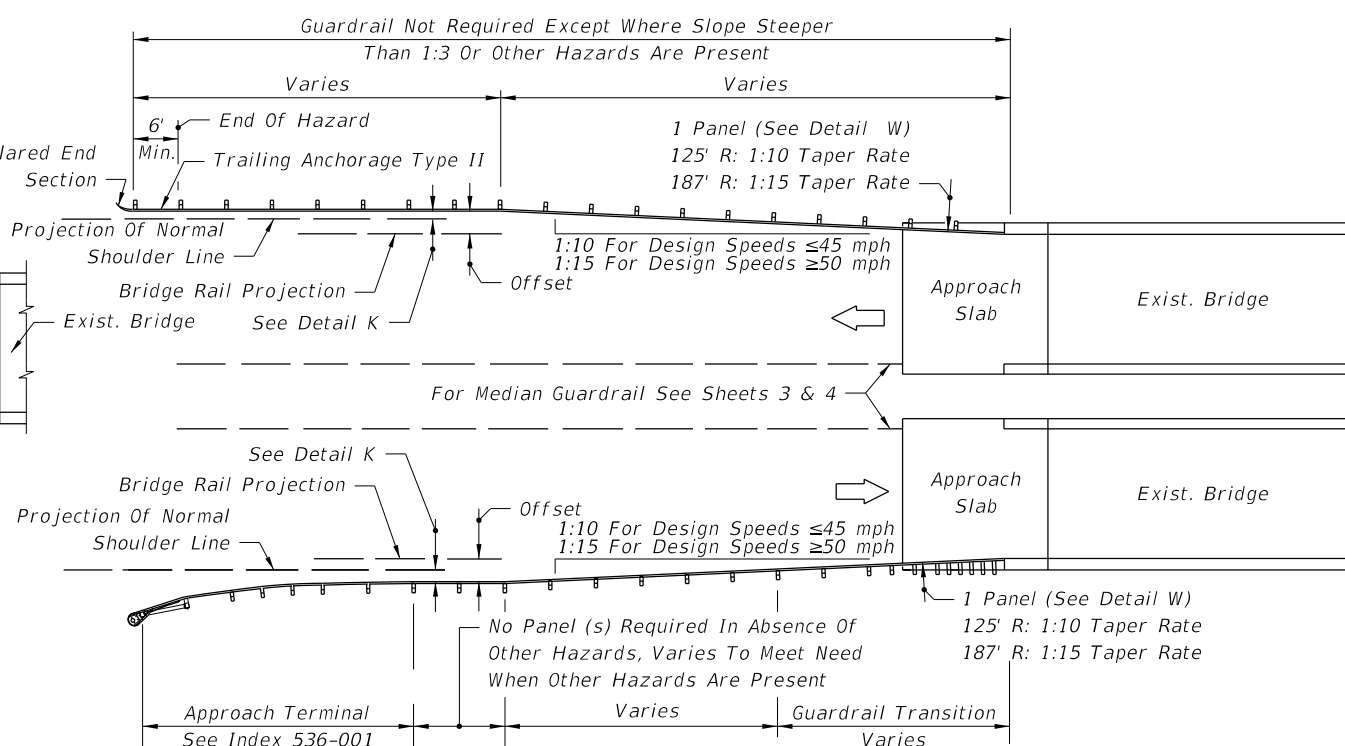 Guardrail Not Required Except Where Slope Steeper
Than 1:3 Or Other Hazards Are Present
Varies
Varies
6'
Min.
End Of Hazard
Trailing Anchorage Type II
Section
1 Panel (See Detail W)
125' R: 1:10 Taper Rate
187' R: 1:15 Taper Rate
Projection Of Normal
Shoulder Line
1:10 For Design Speeds ≤45 mph
1:15 For Design Speeds ≥50 mph
Bridge Rail Projection
Offset
See Detail K
Exist. Bridge
Approach
Slab
Exist. Bridge
For Median Guardrail See Sheets 3 & 4
See Detail K
Bridge Rail Projection
Projection Of Normal
Shoulder Line
Offset
1:10 For Design Speeds ≤45 mph
1:15 For Design Speeds ≥50 mph
Approach
Slab
Exist. Bridge
1 Panel (See Detail W)
125' R: 1:10 Taper Rate
187' R: 1:15 Taper Rate
No Panel (s) Required In Absence Of
Other Hazards, Varies To Meet Need
When Other Hazards Are Present
Approach Terminal
See Index 536-001
Varies
Guardrail Transition
Varies